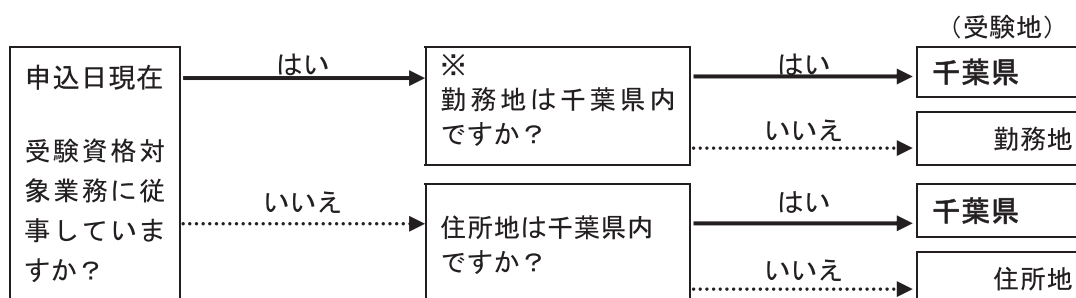 （受験地）
申込日現在
受験資格対
象業務に従
事していま
すか？
はい
※
勤務地は千葉県内
ですか？
はい
千葉県
いいえ
勤務地
いいえ
住所地は千葉県内
ですか？
はい
千葉県
いいえ
住所地